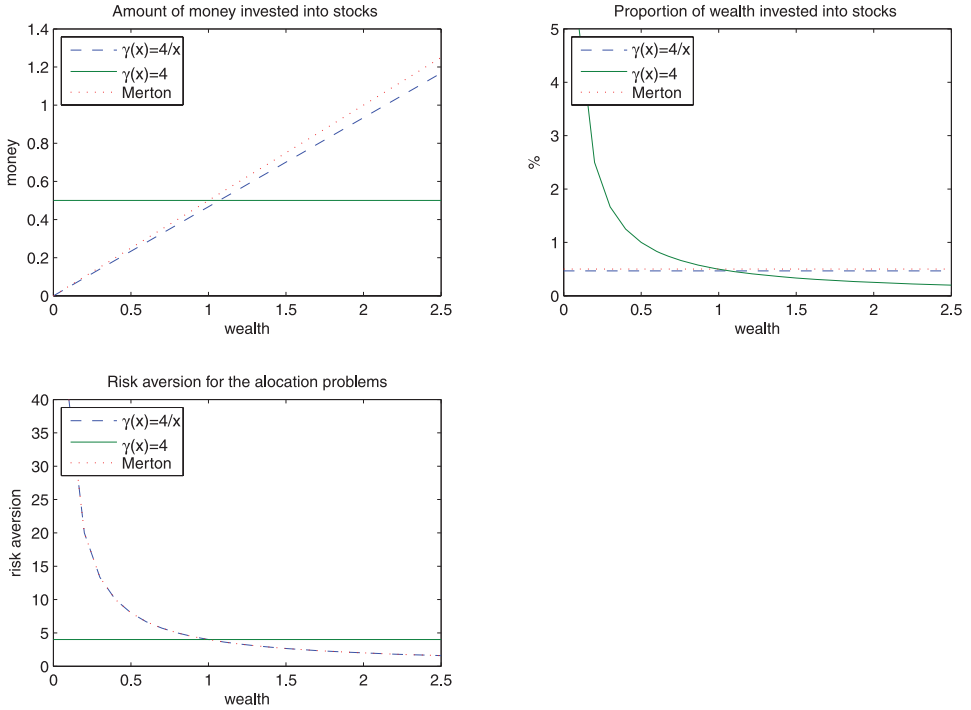 Amount of money invested into stocks
1.4
1.2
1
0.8
0.6
0.4
0.2
0
money
γ(x)=4/x
γ(x)=4
Merton
0 0.5 1 1.5 2 2.5
wealth
Proportion of wealth invested into stocks
5
4
3
2
1
0
%
γ(x)=4/x
γ(x)=4
Merton
0 0.5 1 1.5 2 2.5
wealth
Risk aversion for the alocation problems
40
35
30
25
20
15
10
5
0
risk aversion
γ(x)=4/x
γ(x)=4
Merton
0 0.5 1 1.5 2 2.5
wealth